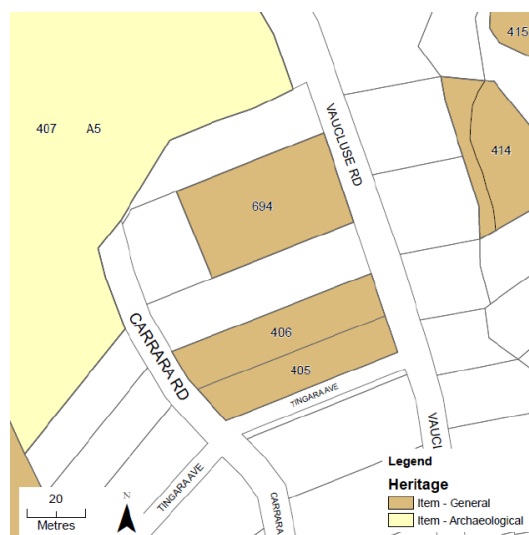 415
407 A5
VAUCLUSE RD
414
694
CARRARA RD
406
405
TINGARA AVE
VAUCL
TINGARA AVE
CARRARA
Legend
Heritage
Item - General
Item - Archaeological
20
Metres
N